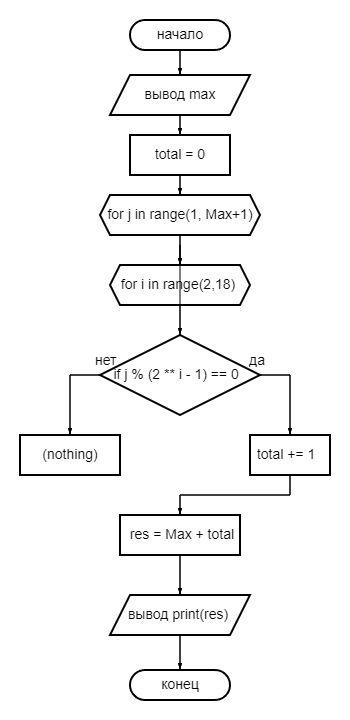 начало
вывод max
total = 0
for j in range(1, Max+1)
for i in range(2,18)
нет
да
if j % (2 ** i - 1) == 0
(nothing)
total += 1
res = Max + total
вывод print(res)
конец